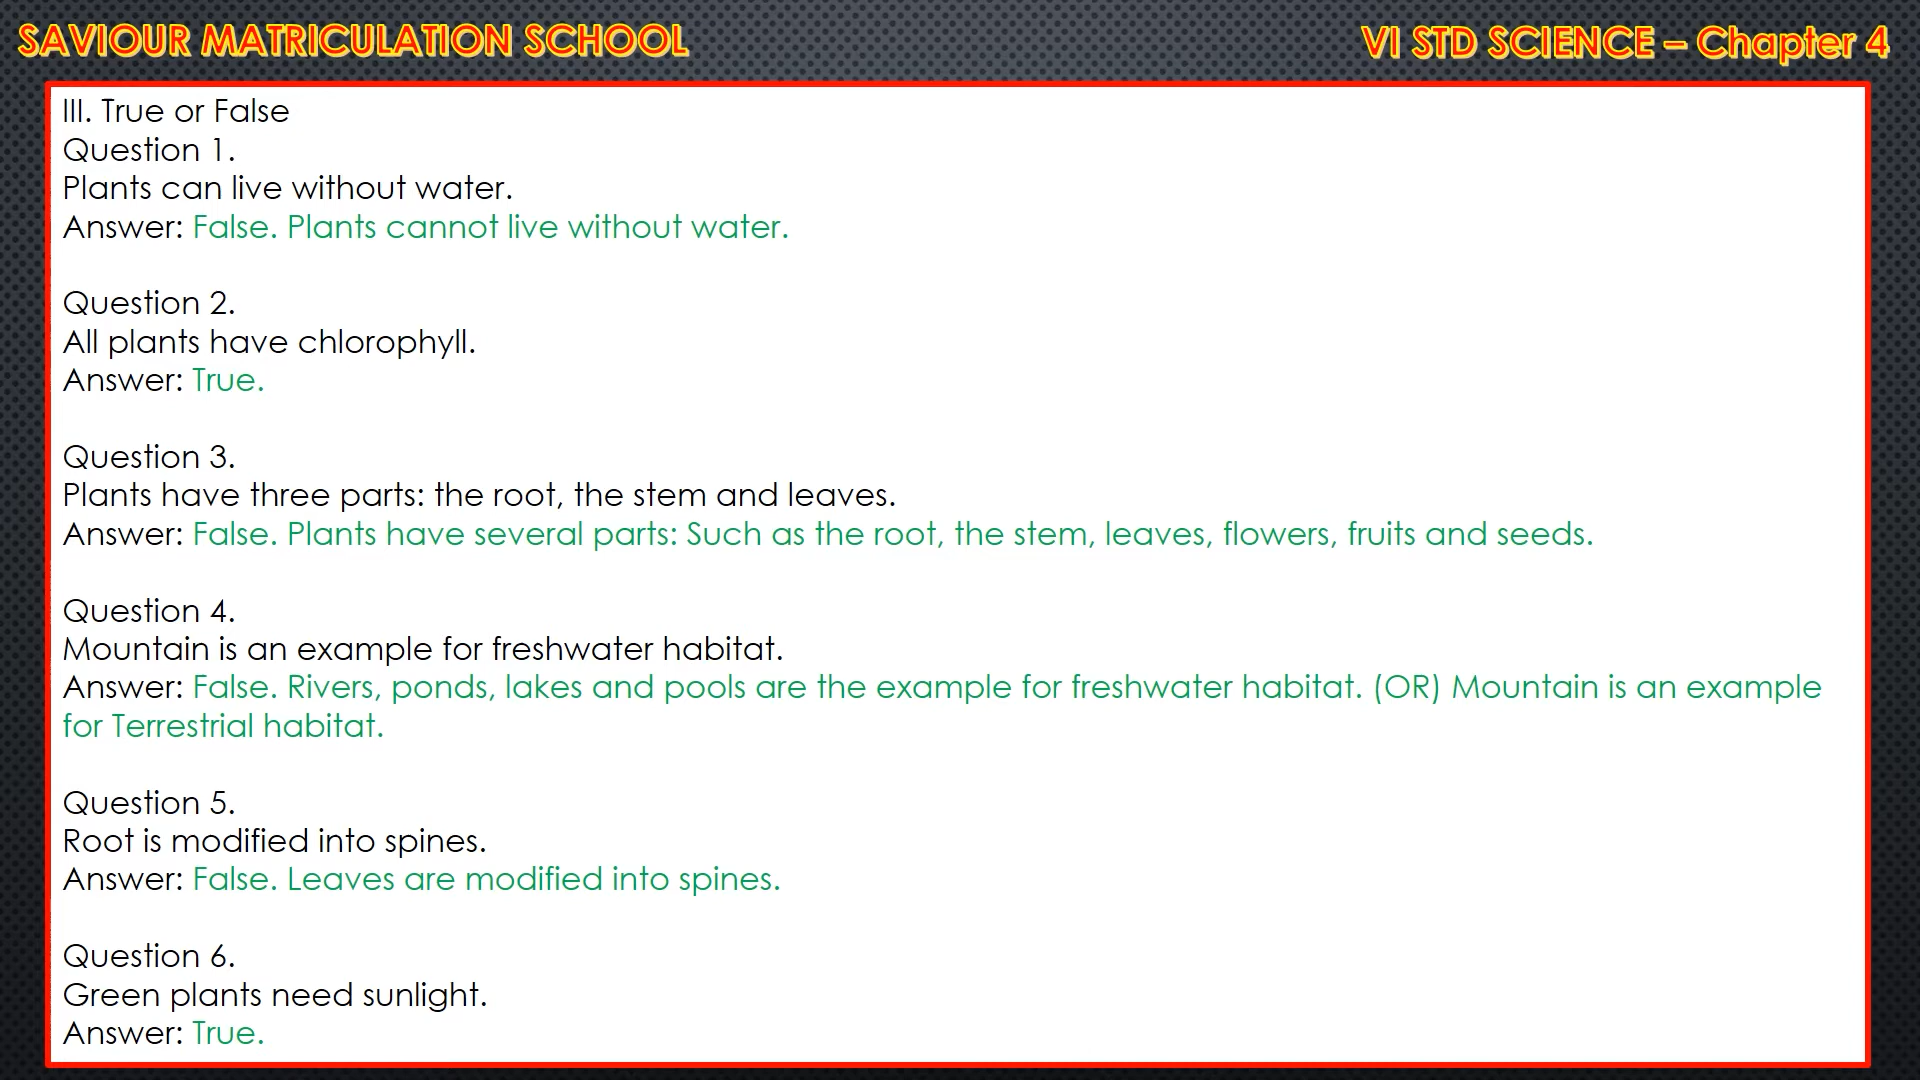 SAVIOUR MATRICULATION SCHOOL
VI STD SCIENCE – Chapter 4
III. True or False
Question 1.
Plants can live without water.
Answer: False. Plants cannot live without water.
Question 2.
All plants have chlorophyll.
Answer: True.
Question 3.
Plants have three parts: the root, the stem and leaves.
Answer: False. Plants have several parts: Such as the root, the stem, leaves, flowers, fruits and seeds.
Question 4.
Mountain is an example for freshwater habitat.
Answer: False. Rivers, ponds, lakes and pools are the example for freshwater habitat. (OR) Mountain is an example
for Terrestrial habitat.
Question 5.
Root is modified into spines.
Answer: False. Leaves are modified into spines.
Question 6.
Green plants need sunlight.
Answer: True.